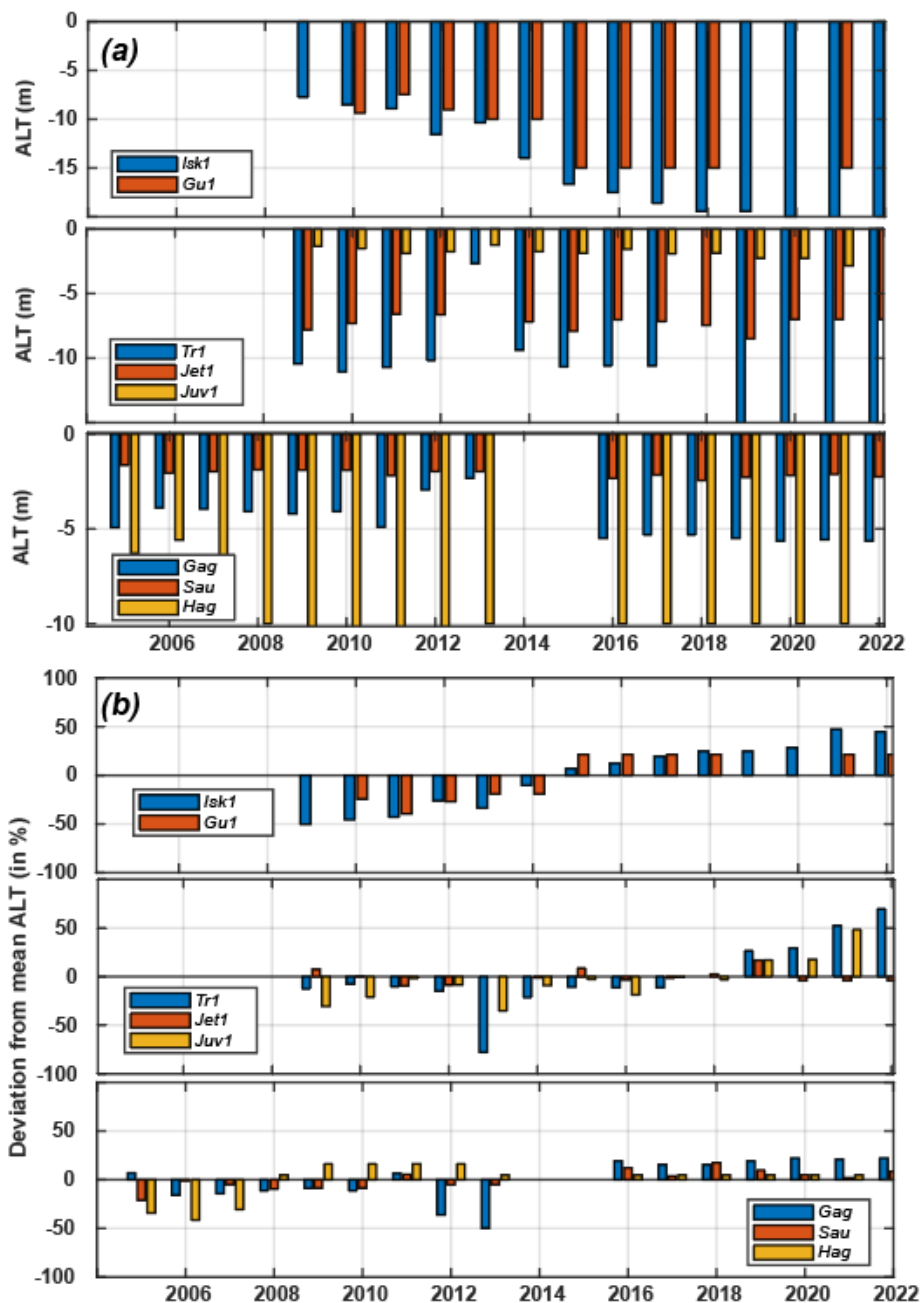 (a)
ALT (m)
0
-5
-10
-15
Isk1
Gu1
ALT (m)
0
-5
-10
Tr1
Jet1
Juv1
ALT (m)
0
-5
-10
Gag
Sau
Hag
2006 2008 2010 2012 2014 2016 2018 2020 2022
(b)
Deviation from mean ALT (in %)
100
50
0
-50
-100
Isk1
Gu1
50
0
-50
-100
Tr1
Jet1
Juv1
50
0
-50
-100
Gag
Sau
Hag
2006 2008 2010 2012 2014 2016 2018 2020 2022